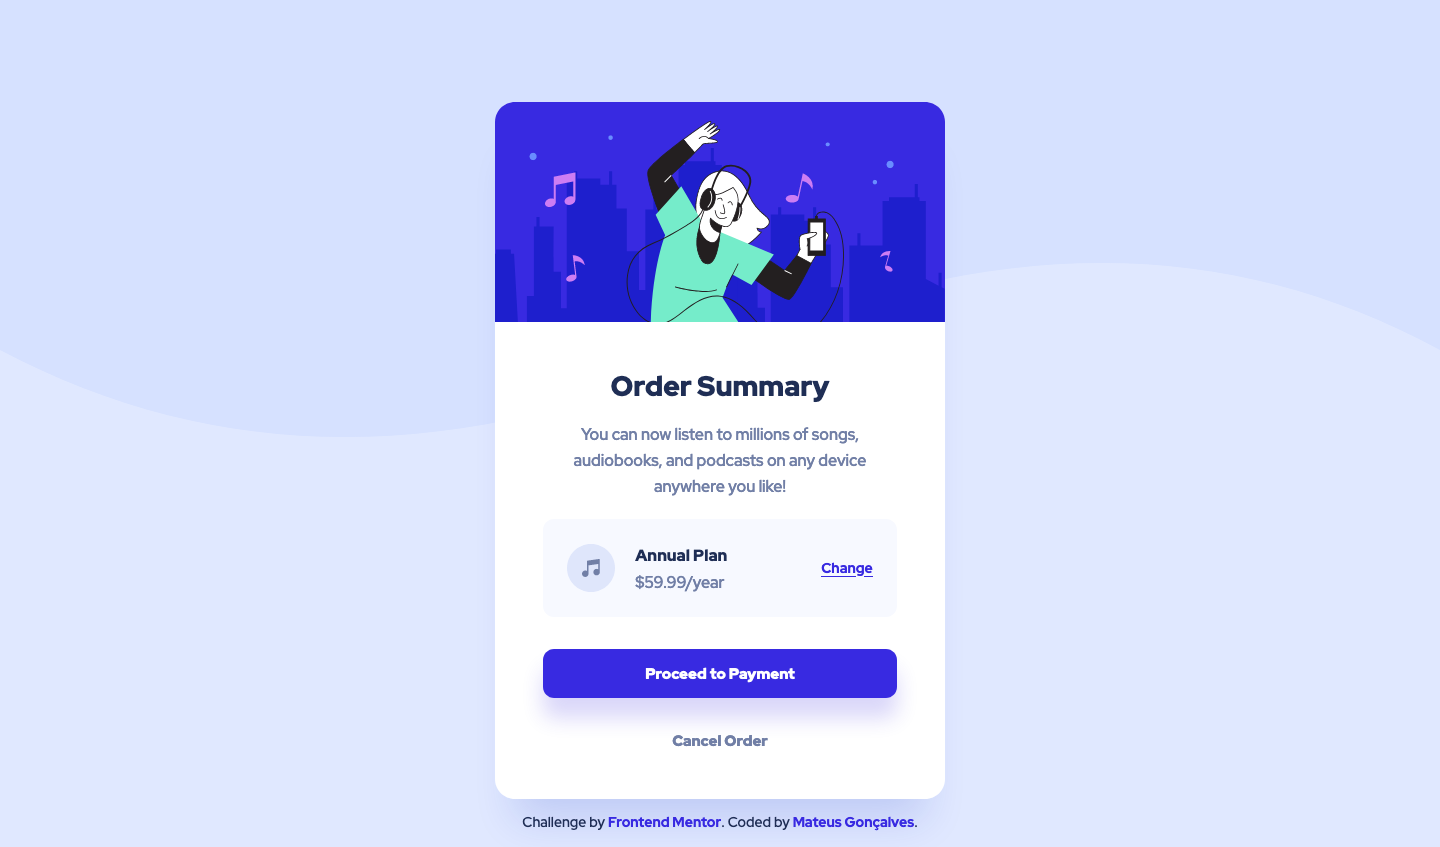 Order Summary
You can now listen to millions of songs,
audiobooks, and podcasts on any device
anywhere you like!
Annual Plan
$59.99/year
Change
Proceed to Payment
Cancel Order
Challenge by Frontend Mentor. Coded by Mateus Gonçalves.